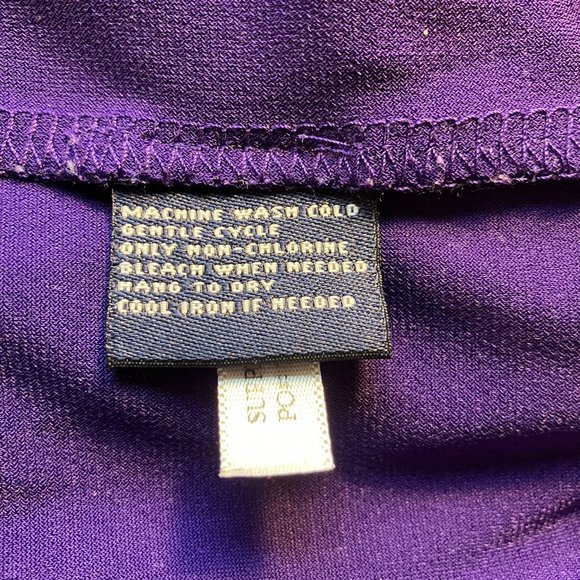 MACHINE WASH COLD
GENTLE CYCLE
ONLY NON-CHLORINE
BLEACH WHEN NEEDED
HANG TO DRY
COOL IRON IF NEEDED